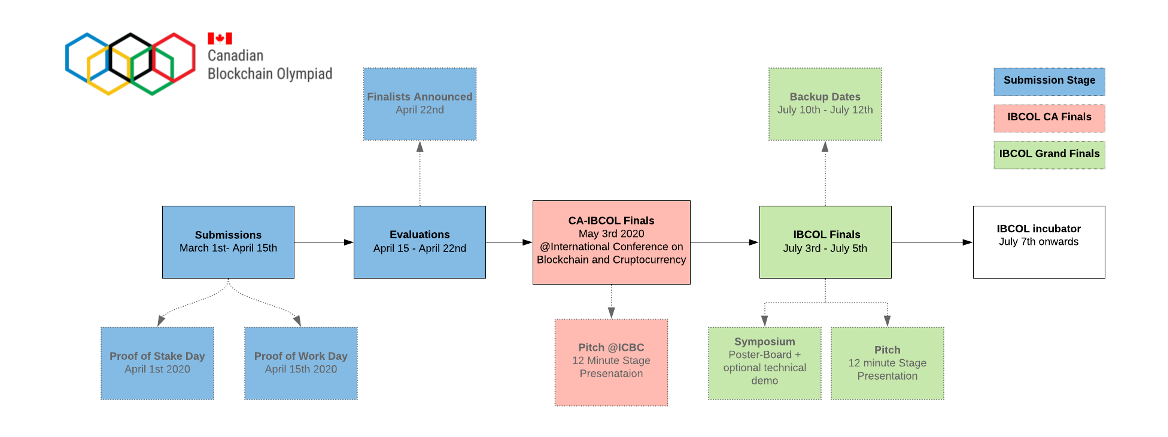 Canadian
Blockchain Olympiad
Finalists Announced
April 22nd
Backup Dates
July 10th - July 12th
Submission Stage
IBCOL CA Finals
IBCOL Grand Finals
Submissions
March 1st- April 15th
Evaluations
April 15 - April 22nd
CA-IBCOL Finals
May 3rd 2020
@International Conference on
Blockchain and Cruptocurrency
IBCOL Finals
July 3rd - July 5th
IBCOL incubator
July 7th onwards
Proof of Stake Day
April 1st 2020
Proof of Work Day
April 15th 2020
Pitch @ICBC
12 Minute Stage
Presenataion
Symposium
Poster-Board +
optional technical
demo
Pitch
12 minute Stage
Presentation